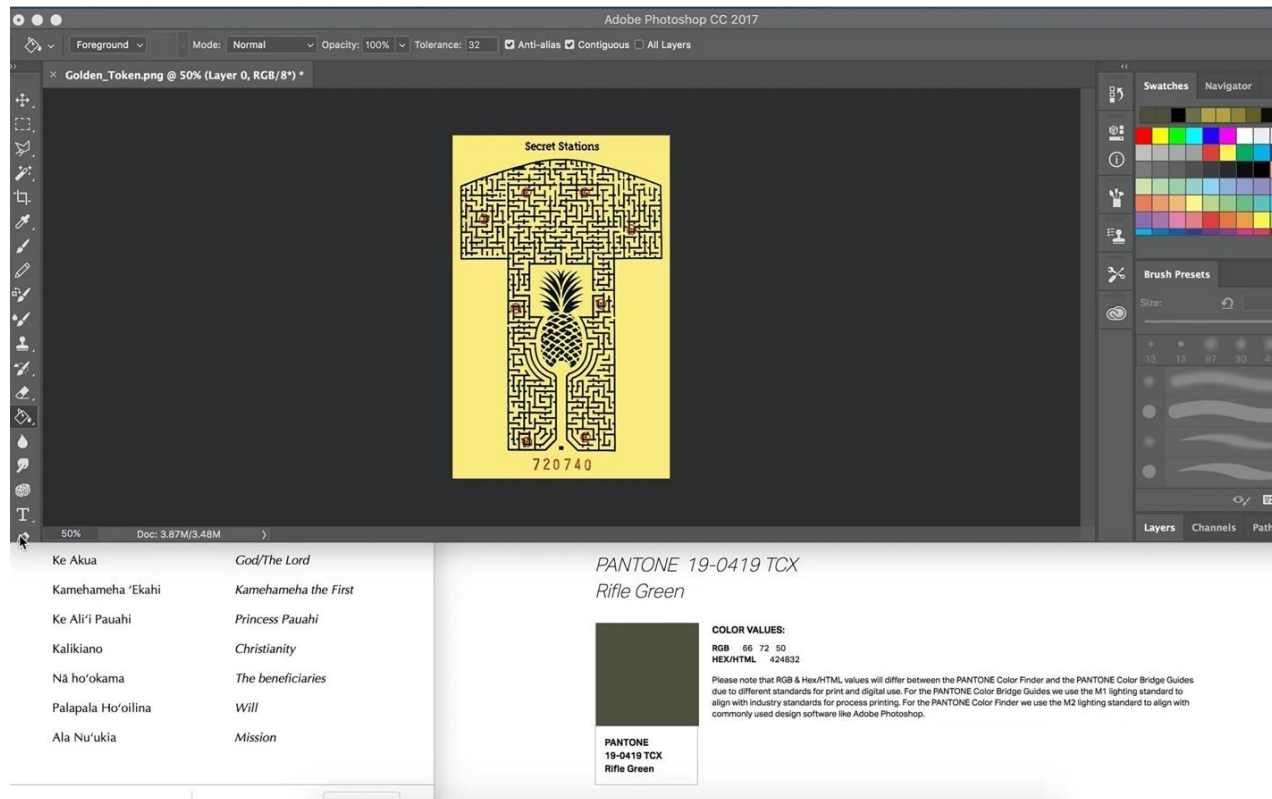 Adobe Photoshop CC 2017
Foreground Mode: Normal Opacity: 100% Tolerance: 32 Anti-alias Contiguous All Layers
Golden_Token.png @ 50% (Layer 0, RGB/8*) *
Swatches Navigator
Secret Stations
720740
Brush Presets
Size:
13 13 87 30
50% Doc: 3.87M/3.48M
Layers Channels Path
Ke Akua God/The Lord
Kamehameha ʻEkahi Kamehameha the First
Ke Aliʻi Pauahi Princess Pauahi
Kalikiano Christianity
Nā hoʻokama The beneficiaries
Palapala Hoʻoilina Will
Ala Nuʻukia Mission
PANTONE 19-0419 TCX
Rifle Green
COLOR VALUES:
RGB 66 72 50
HEX/HTML 424832
Please note that RGB & Hex/HTML values will differ between the PANTONE Color Finder and the PANTONE Color Bridge Guides
due to different standards for print and digital use. For the PANTONE Color Bridge Guides we use the M1 lighting standard to
align with industry standards for process printing. For the PANTONE Color Finder we use the M2 lighting standard to align with
commonly used design software like Adobe Photoshop.
PANTONE
19-0419 TCX
Rifle Green